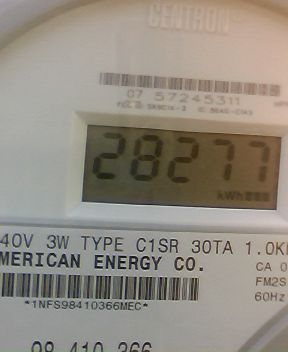 CENTRON
07 57245311
28277
kWh
40V 3W TYPE C1SR 30TA 1.0K
MERICAN ENERGY CO.
CA 0
FM2S
60Hz
*1NFS98410366MEC*
98 410 366